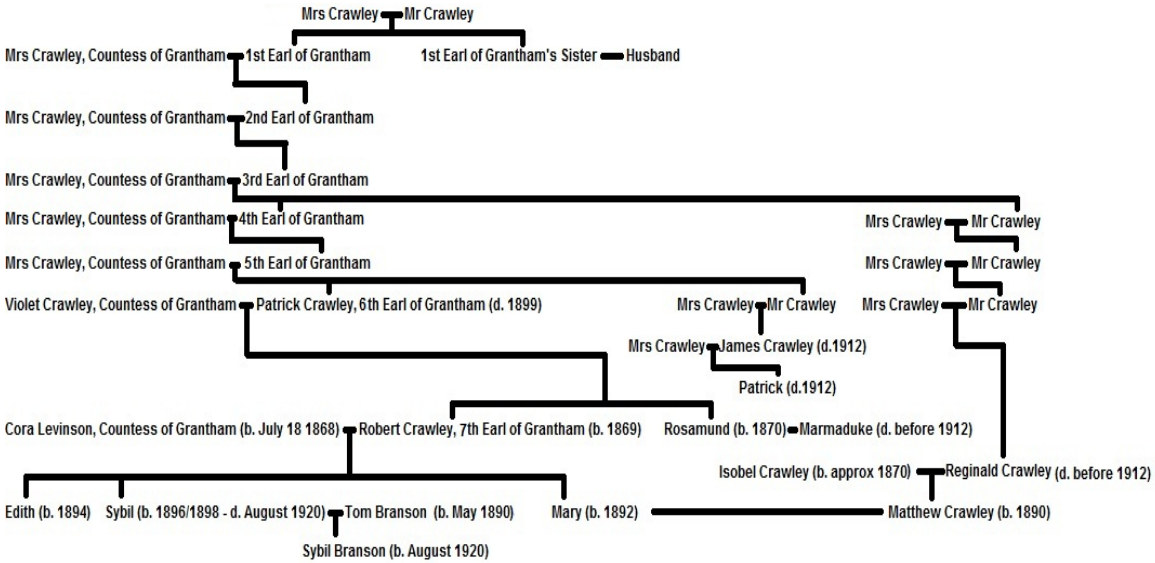 Mrs Crawley Mr Crawley
Mrs Crawley, Countess of Grantham 1st Earl of Grantham 1st Earl of Grantham's Sister Husband
Mrs Crawley, Countess of Grantham 2nd Earl of Grantham
Mrs Crawley, Countess of Grantham 3rd Earl of Grantham
Mrs Crawley, Countess of Grantham 4th Earl of Grantham Mrs Crawley Mr Crawley
Mrs Crawley, Countess of Grantham 5th Earl of Grantham Mrs Crawley Mr Crawley
Violet Crawley, Countess of Grantham Patrick Crawley, 6th Earl of Grantham (d. 1899) Mrs Crawley Mr Crawley Mrs Crawley Mr Crawley
Mrs Crawley James Crawley (d.1912)
Patrick (d.1912)
Cora Levinson, Countess of Grantham (b. July 18 1868) Robert Crawley, 7th Earl of Grantham (b. 1869) Rosamund (b. 1870) Marmaduke (d. before 1912)
Isobel Crawley (b. approx 1870) Reginald Crawley (d. before 1912)
Edith (b. 1894) Sybil (b. 1896/1898 - d. August 1920) Tom Branson (b. May 1890) Mary (b. 1892) Matthew Crawley (b. 1890)
Sybil Branson (b. August 1920)